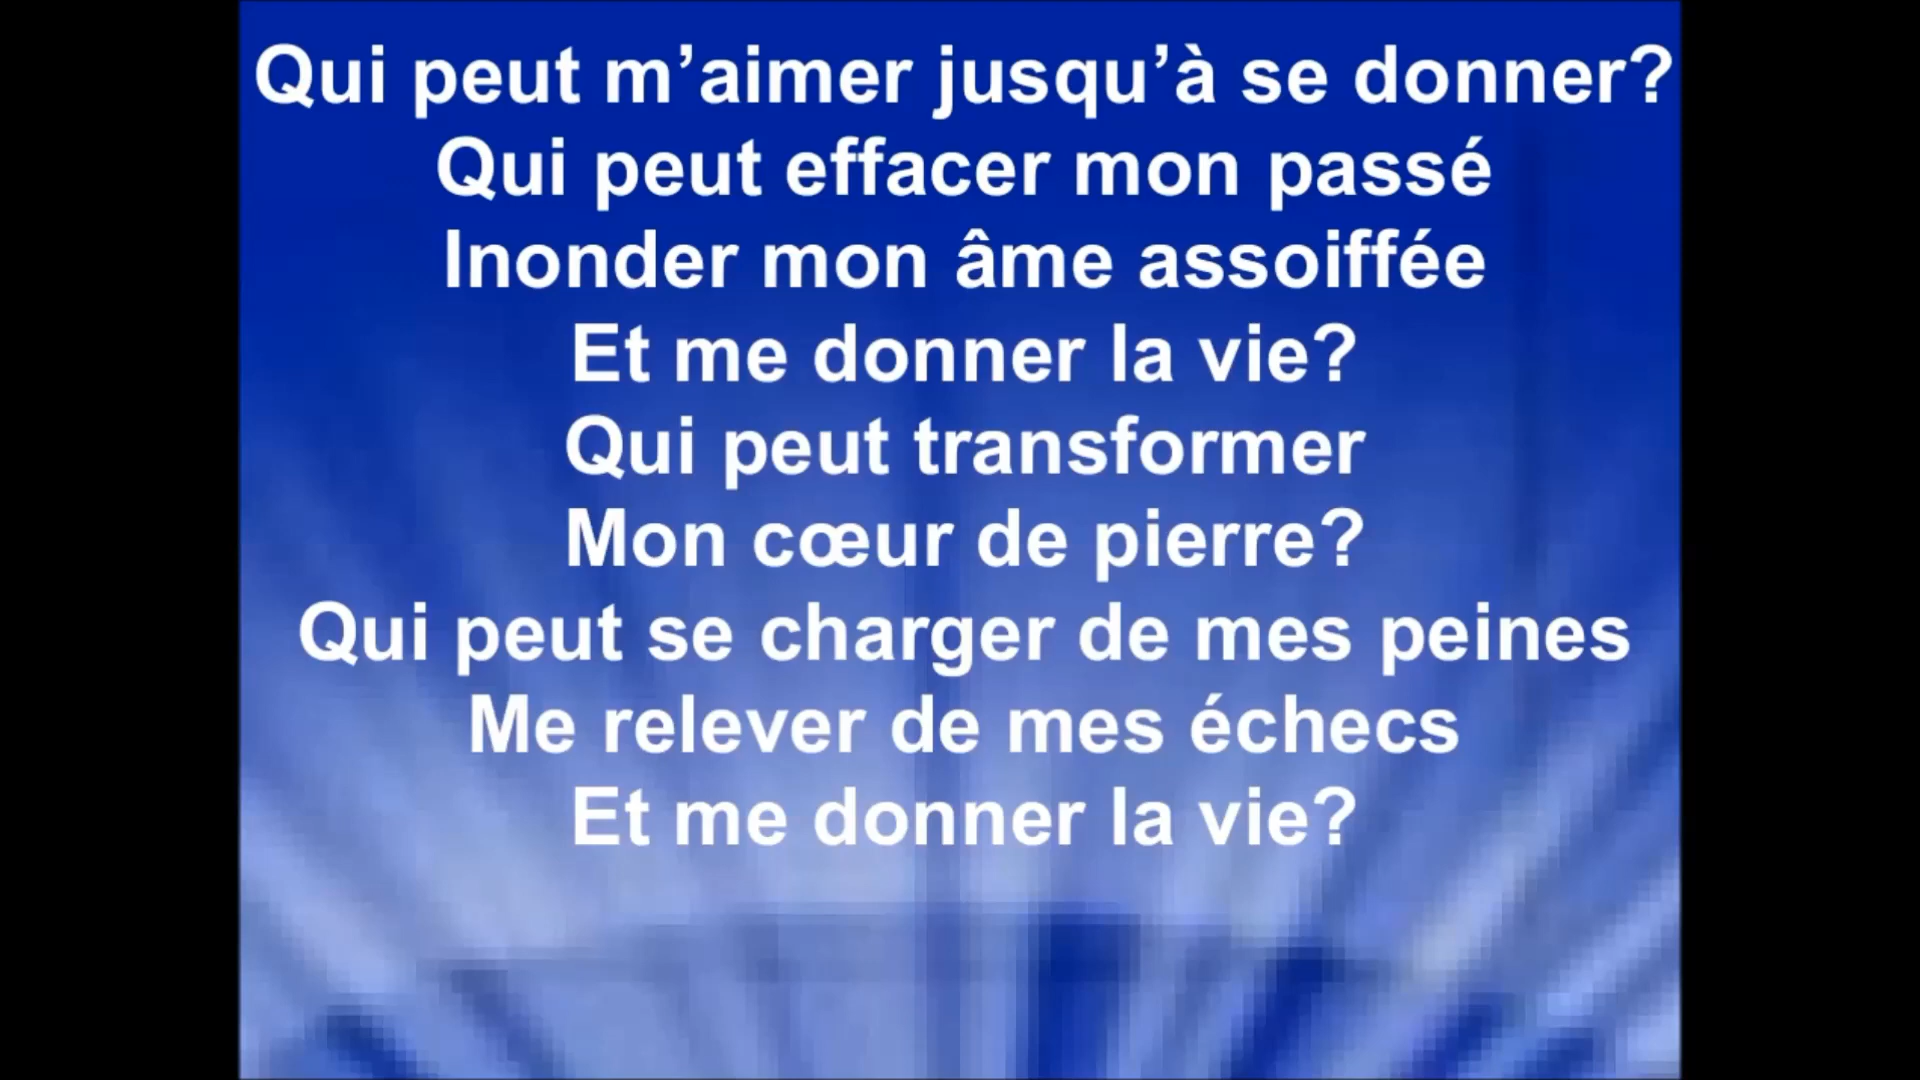 Qui peut m’aimer jusqu’à se donner?
Qui peut effacer mon passé
Inonder mon âme assoiffée
Et me donner la vie?
Qui peut transformer
Mon cœur de pierre?
Qui peut se charger de mes peines
Me relever de mes échecs
Et me donner la vie?